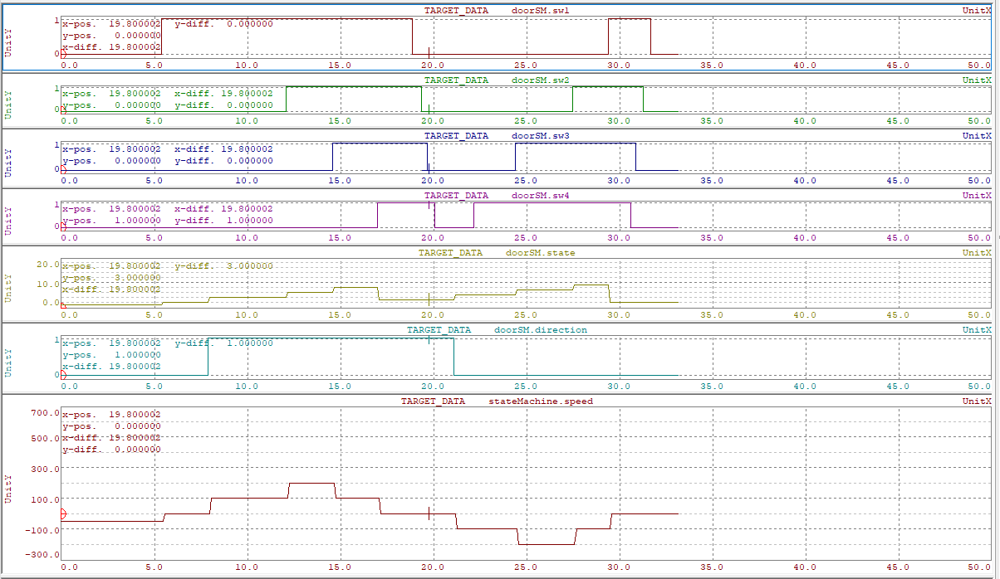 TARGET_DATA doorSM.sw1 UnitX
UnitY
1
x-pos. 19.800002 y-diff. 0.000000
y-pos. 0.000000
x-diff. 19.800002
0
0.0 5.0 10.0 15.0 20.0 25.0 30.0 35.0 40.0 45.0 50.0
TARGET_DATA doorSM.sw2 UnitX
UnitY
1
x-pos. 19.800002 x-diff. 19.800002
y-pos. 0.000000 y-diff. 0.000000
0
0.0 5.0 10.0 15.0 20.0 25.0 30.0 35.0 40.0 45.0 50.0
TARGET_DATA doorSM.sw3 UnitX
UnitY
1
x-pos. 19.800002 x-diff. 19.800002
y-pos. 0.000000 y-diff. 0.000000
0
0.0 5.0 10.0 15.0 20.0 25.0 30.0 35.0 40.0 45.0 50.0
TARGET_DATA doorSM.sw4 UnitX
UnitY
1
x-pos. 19.800002 x-diff. 19.800002
y-pos. 1.000000 y-diff. 1.000000
0
0.0 5.0 10.0 15.0 20.0 25.0 30.0 35.0 40.0 45.0 50.0
TARGET_DATA doorSM.state UnitX
UnitY
20.0
x-pos. 19.800002 y-diff. 3.000000
y-pos. 3.000000
10.0
x-diff. 19.800002
0.0
0.0 5.0 10.0 15.0 20.0 25.0 30.0 35.0 40.0 45.0 50.0
TARGET_DATA doorSM.direction UnitX
UnitY
1
x-pos. 19.800002 y-diff. 1.000000
y-pos. 1.000000
x-diff. 19.800002
0
0.0 5.0 10.0 15.0 20.0 25.0 30.0 35.0 40.0 45.0 50.0
TARGET_DATA stateMachine.speed UnitX
UnitY
700.0
x-pos. 19.800002
y-pos. 0.000000
500.0
x-diff. 19.800002
y-diff. 0.000000
300.0
100.0
-100.0
-300.0
0.0 5.0 10.0 15.0 20.0 25.0 30.0 35.0 40.0 45.0 50.0